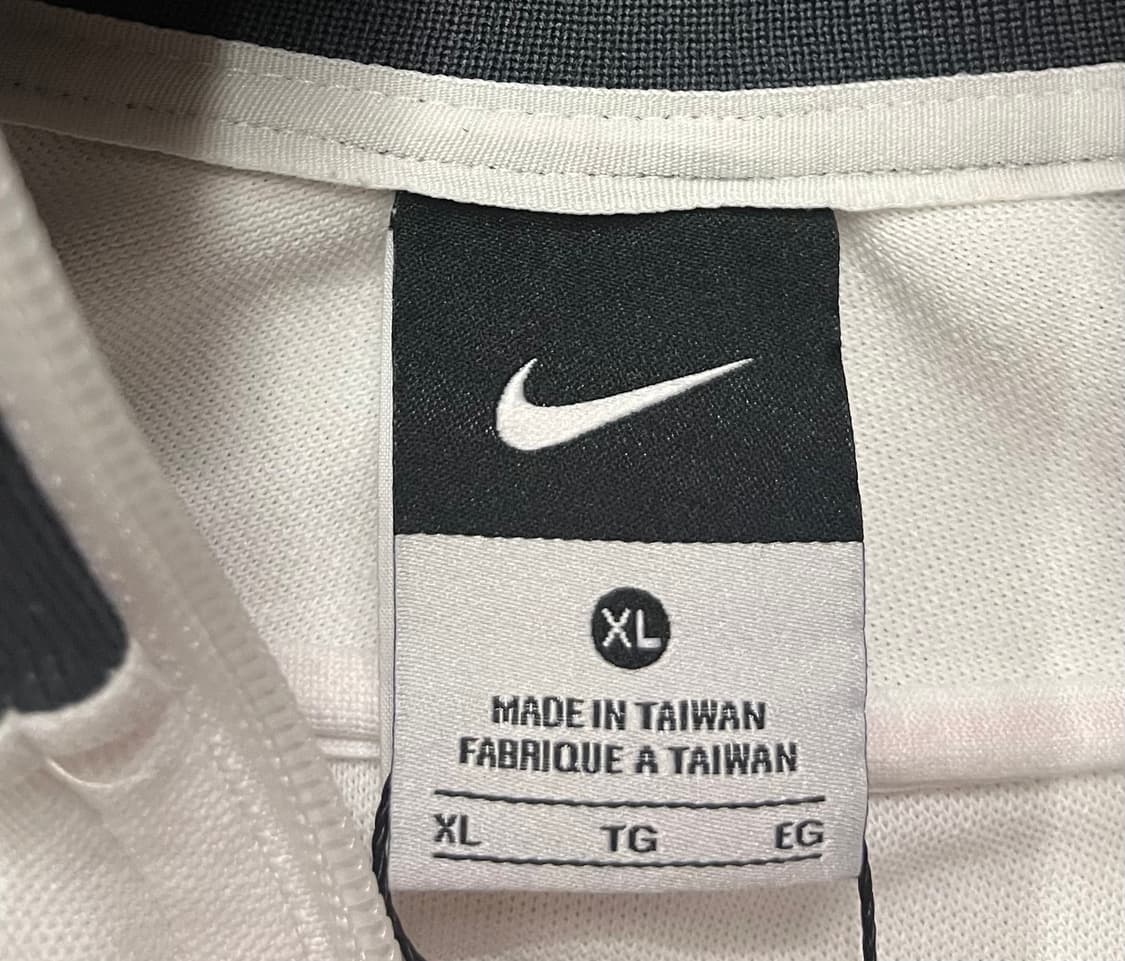 XL
MADE IN TAIWAN
FABRIQUE A TAIWAN
XL TG EG